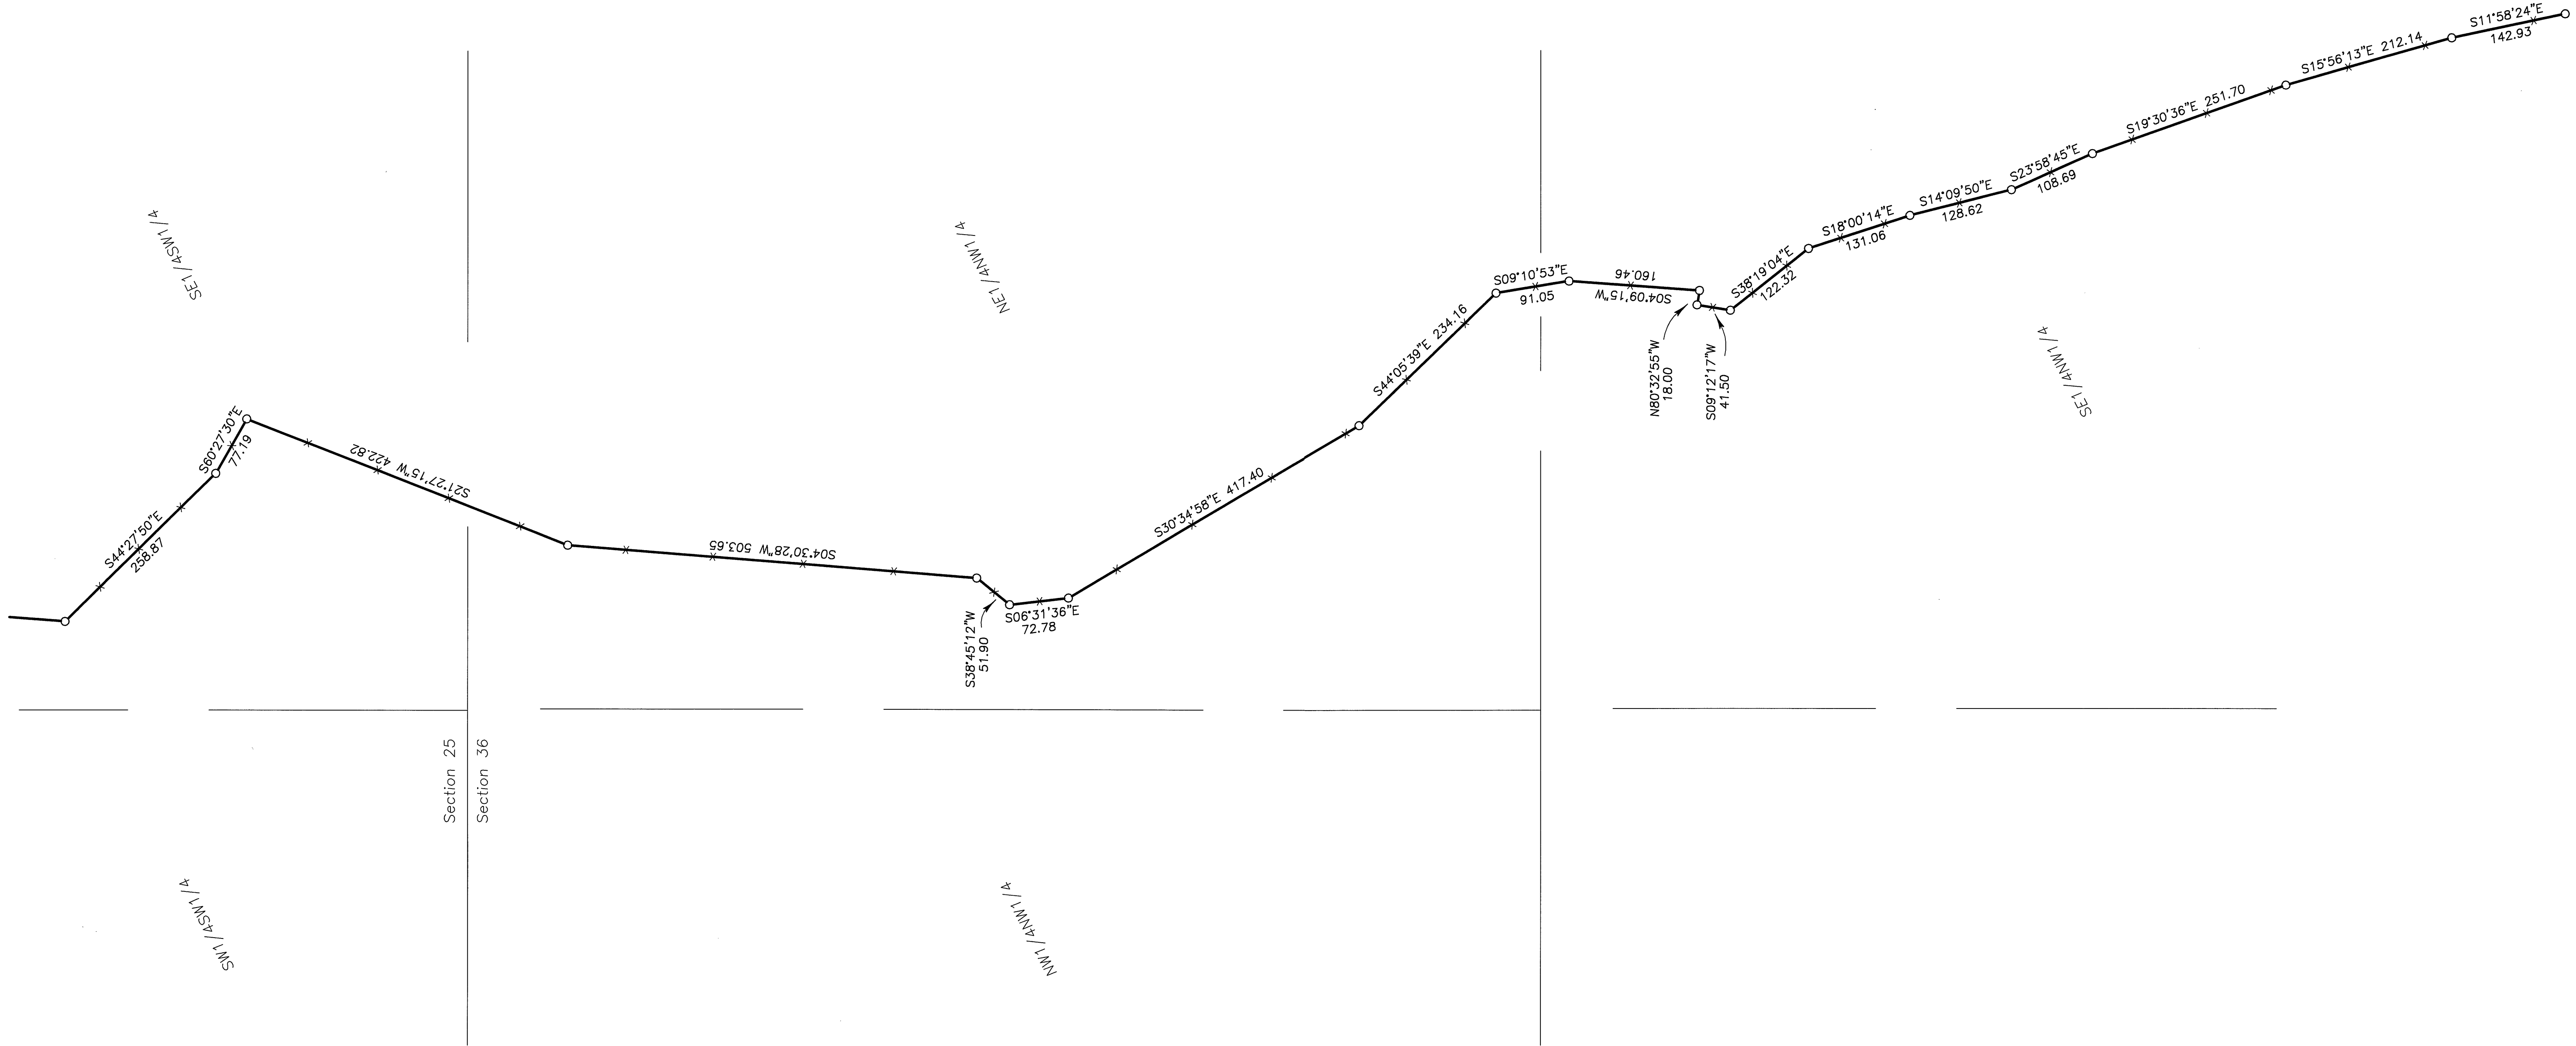 SE1/4SW1/4
S44°27'50"E
258.87
S60°27'30"E
77.19
S21°27'15"W 422.82
Section 25
Section 36
SW1/4SW1/4
NE1/4NW1/4
S04°30'28"W 503.65
S38°45'12"W
51.90
S06°31'36"E
72.78
S30°34'58"E 417.40
S44°05'39"E 234.16
S09°10'53"E
91.05
NW1/4NW1/4
160.46
S04°09'15"W
N80°32'55"W
18.00
S09°12'17"W
41.50
S38°19'04"E
122.32
S18°00'14"E
131.06
S14°09'50"E
128.62
S23°58'45"E
108.69
S19°30'36"E 251.70
S15°56'13"E 212.14
S11°58'24"E
142.93
SE1/4NW1/4